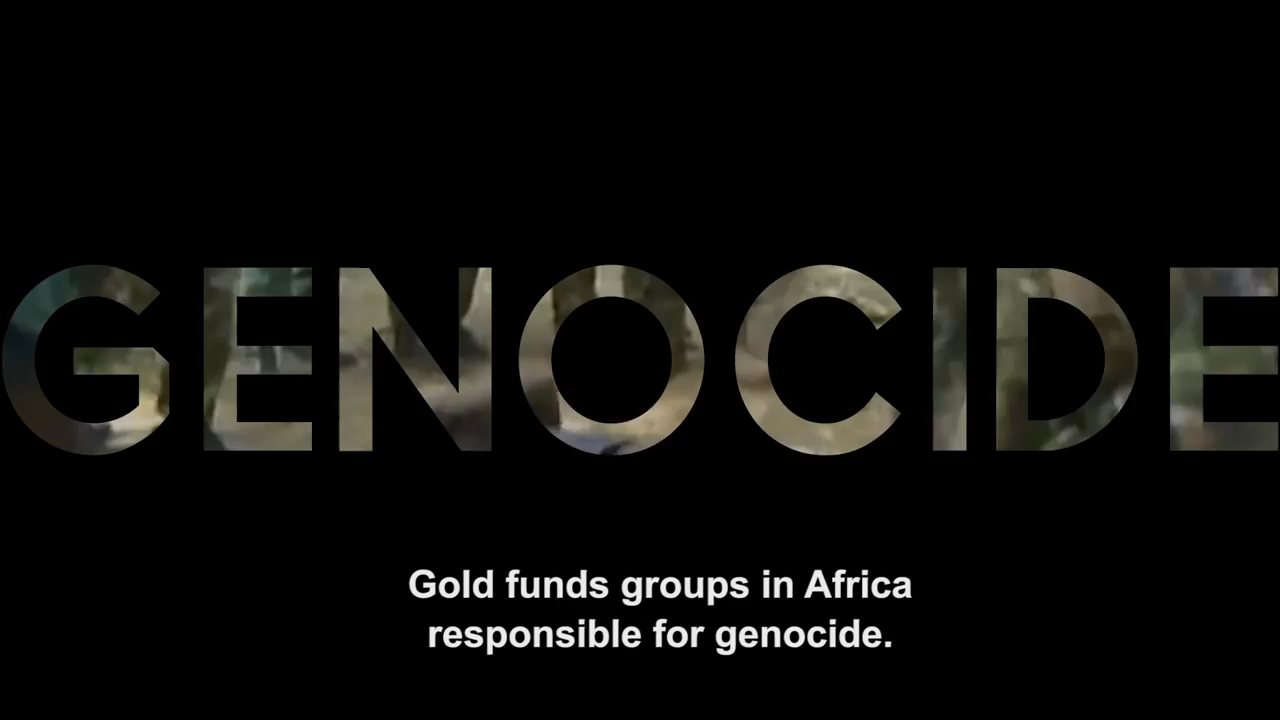 GENOCIDE
Gold funds groups in Africa
responsible for genocide.